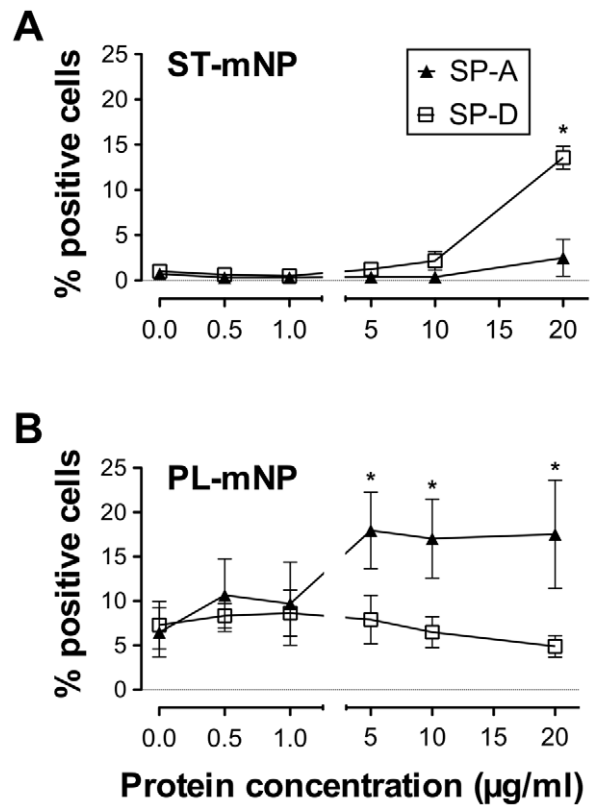 A
ST-mNP
SP-A
SP-D
*
% positive cells
25
20
15
10
5
0
0.0 0.5 1.0 5 10 15 20
B
PL-mNP
* * *
% positive cells
25
20
15
10
5
0
0.0 0.5 1.0 5 10 15 20
Protein concentration (µg/ml)